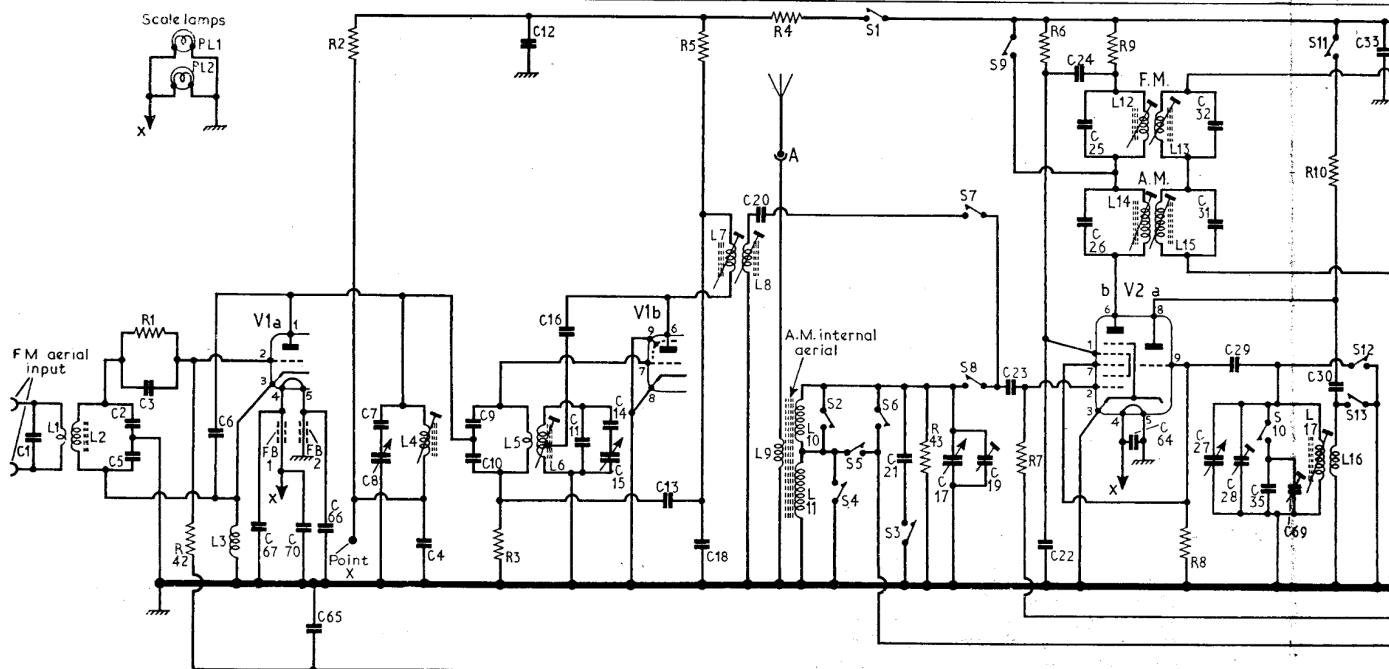 Scale lamps
PL1
PL2
X
R2
C12
R5
R4
S1
S9
R6
C24
R9
S11
C33
F.M.
L12
C
25
C
32
L13
A
A.M.
L14
C
26
C
31
L15
R10
C20
S7
L7
L8
b V2 a
6
8
R1
V1a
1
C16
V1b
9
6
7
8
A.M. internal
aerial
FM aerial
input
2
3
4
5
C3
C6
C7
L4
C8
C9
C10
L5
L6
C
11
C
14
C
15
S8
C23
1
7
2
3
4
5
9
C29
S12
C30
S13
C1
L1
L2
C2
C5
FB
1
FB
2
X
L9
L
10
L
11
S2
S6
S5
S4
C
21
S3
R
43
C
17
C
19
R7
C
64
X
C
27
C
28
S
10
C
35
C69
L
17
L16
C13
R
42
L3
C
67
C
70
C
66
Point
X
C4
R3
C18
C22
R8
C65